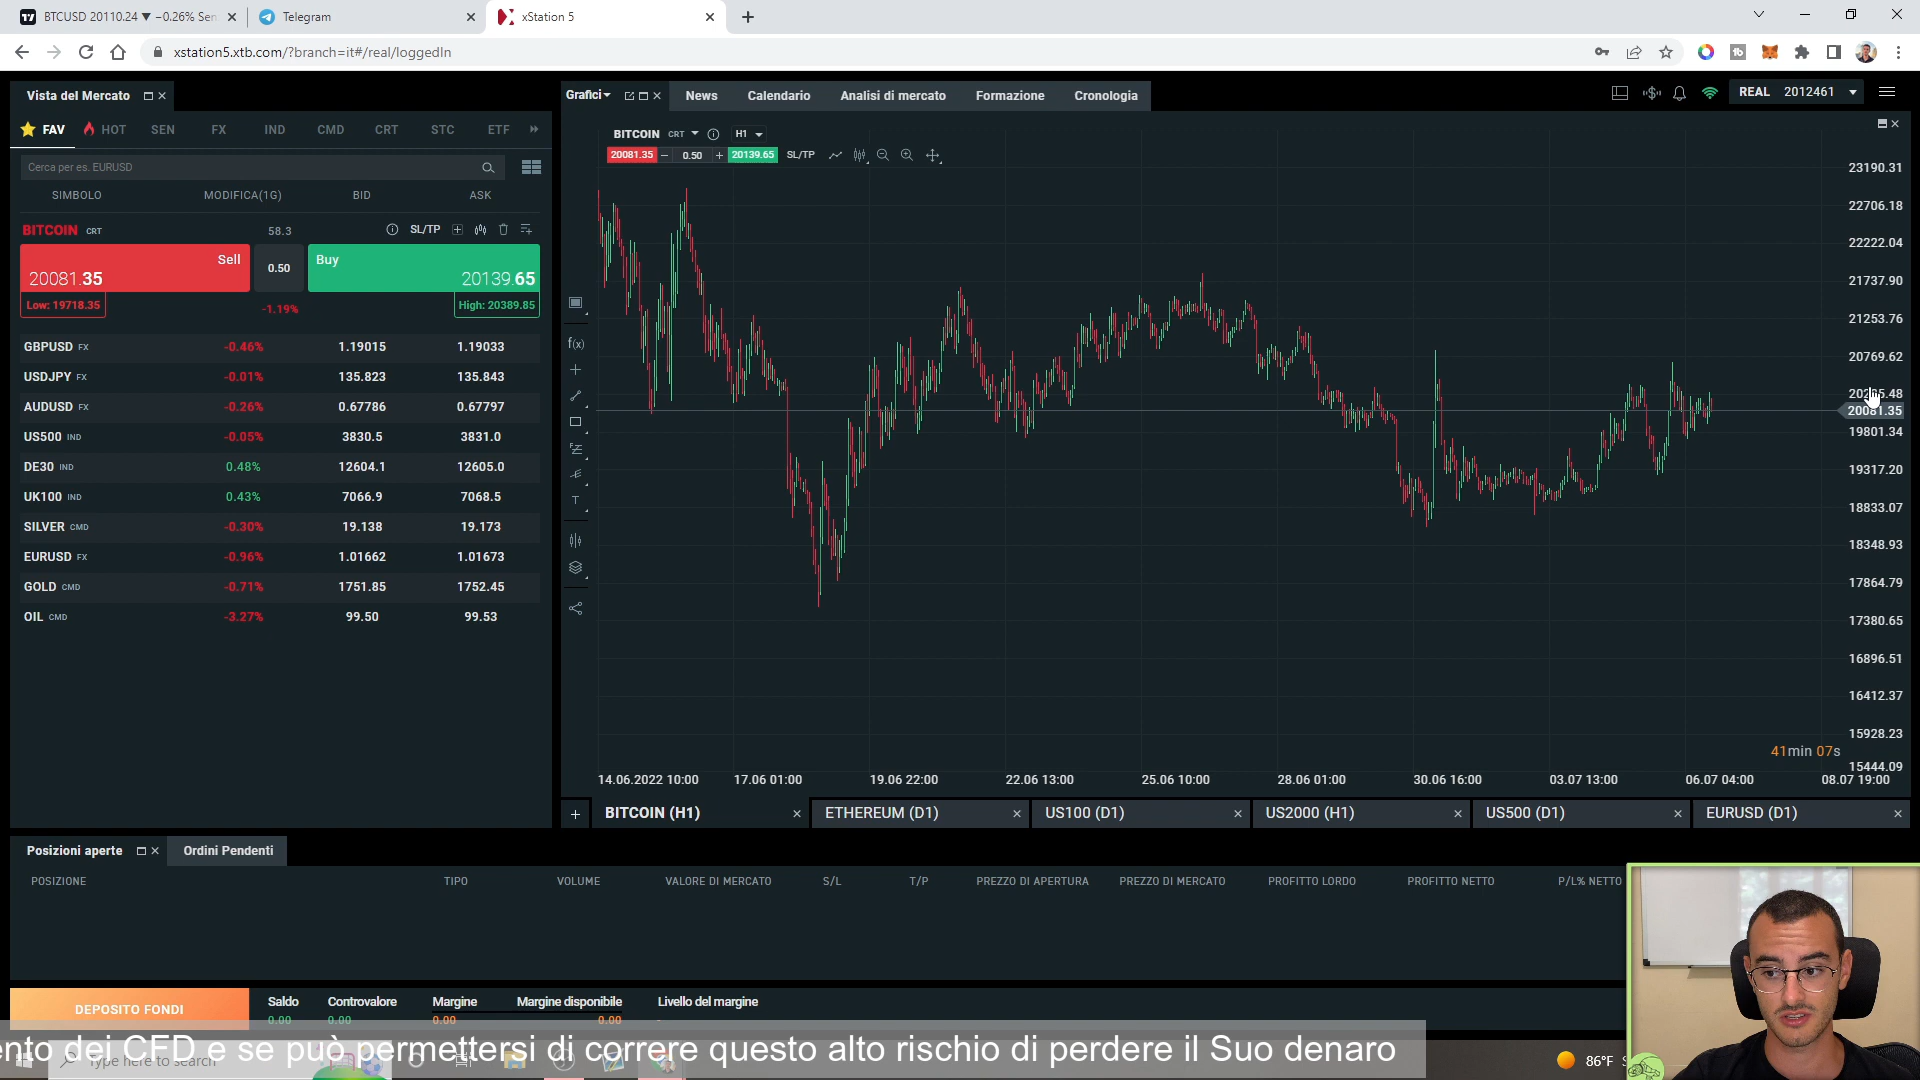 BTCUSD 20110.24 ▼ −0.26% Sen
Telegram
xStation 5
xstation5.xtb.com/?branch=it#/real/loggedIn
Vista del Mercato
Grafici
News
Calendario
Analisi di mercato
Formazione
Cronologia
REAL 2012461
FAV
HOT
SEN
FX
IND
CMD
CRT
STC
ETF
Cerca per es. EURUSD
SIMBOLO
MODIFICA(1G)
BID
ASK
BITCOIN CRT
58.3
SL/TP
Sell
20081.35
0.50
Buy
20139.65
Low: 19718.35
-1.19%
High: 20389.85
GBPUSD FX -0.46% 1.19015 1.19033
USDJPY FX -0.01% 135.823 135.843
AUDUSD FX -0.26% 0.67786 0.67797
US500 IND -0.05% 3830.5 3831.0
DE30 IND 0.48% 12604.1 12605.0
UK100 IND 0.43% 7066.9 7068.5
SILVER CMD -0.30% 19.138 19.173
EURUSD FX -0.96% 1.01662 1.01673
GOLD CMD -0.71% 1751.85 1752.45
OIL CMD -3.27% 99.50 99.53
BITCOIN CRT H1
20081.35 − 0.50 + 20139.65 SL/TP
f(x)
T
23190.31
22706.18
22222.04
21737.90
21253.76
20769.62
20081.35
19801.34
19317.20
18833.07
18348.93
17864.79
17380.65
16896.51
16412.37
15928.23
15444.09
41min 07s
14.06.2022 10:00
17.06 01:00
19.06 22:00
22.06 13:00
25.06 10:00
28.06 01:00
30.06 16:00
03.07 13:00
06.07 04:00
08.07 19:00
BITCOIN (H1)
ETHEREUM (D1)
US100 (D1)
US2000 (H1)
US500 (D1)
EURUSD (D1)
Posizioni aperte
Ordini Pendenti
POSIZIONE
TIPO
VOLUME
VALORE DI MERCATO
S/L
T/P
PREZZO DI APERTURA
PREZZO DI MERCATO
PROFITTO LORDO
PROFITTO NETTO
P/L% NETTO
DEPOSITO FONDI
Saldo
Controvalore
Margine
Margine disponibile
Livello del margine
0.00
0.00
0.00
0.00
ento dei CFD e se può permettersi di correre questo alto rischio di perdere il Suo denaro
Type here to search
86°F